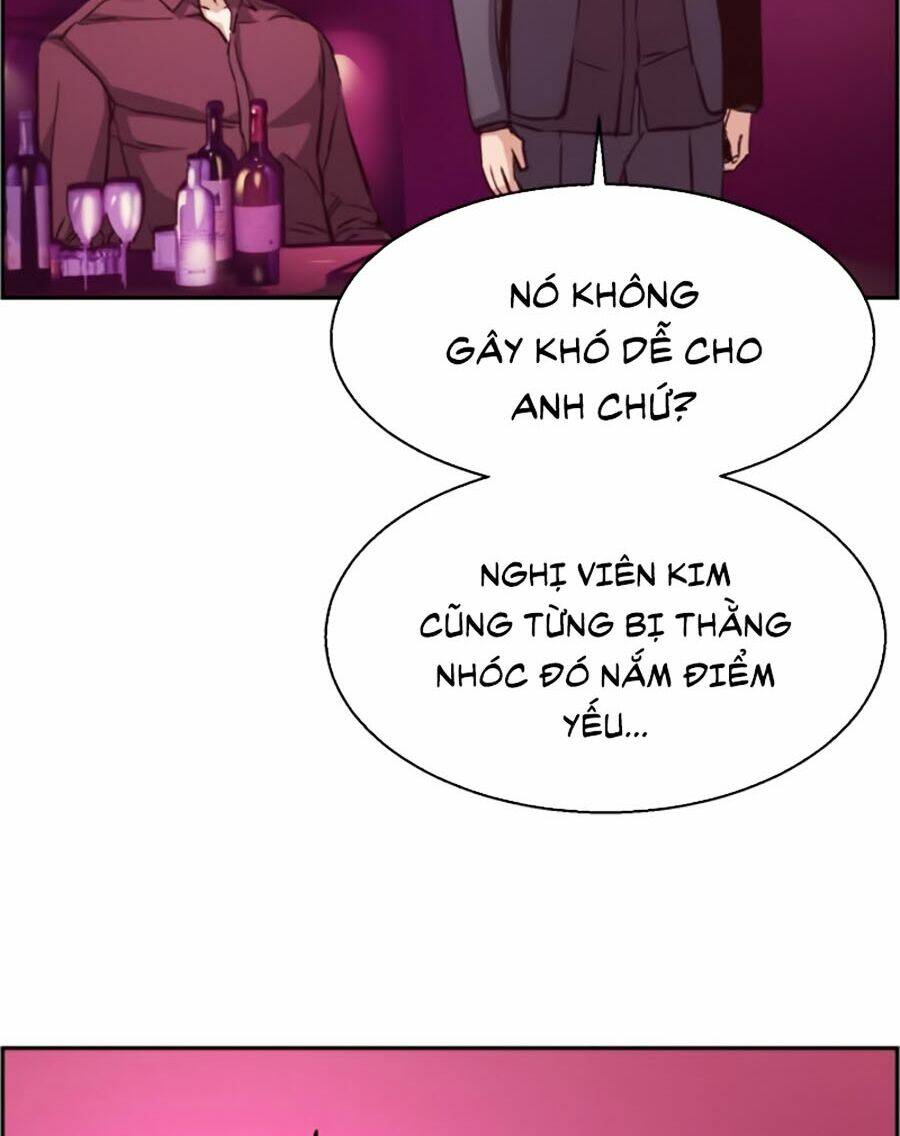 NÓ KHÔNG
GÂY KHÓ DỄ CHO
ANH CHỨ?
NGHỊ VIÊN KIM
CŨNG TỪNG BỊ THẰNG
NHÓC ĐÓ NẮM ĐIỂM
YẾU...